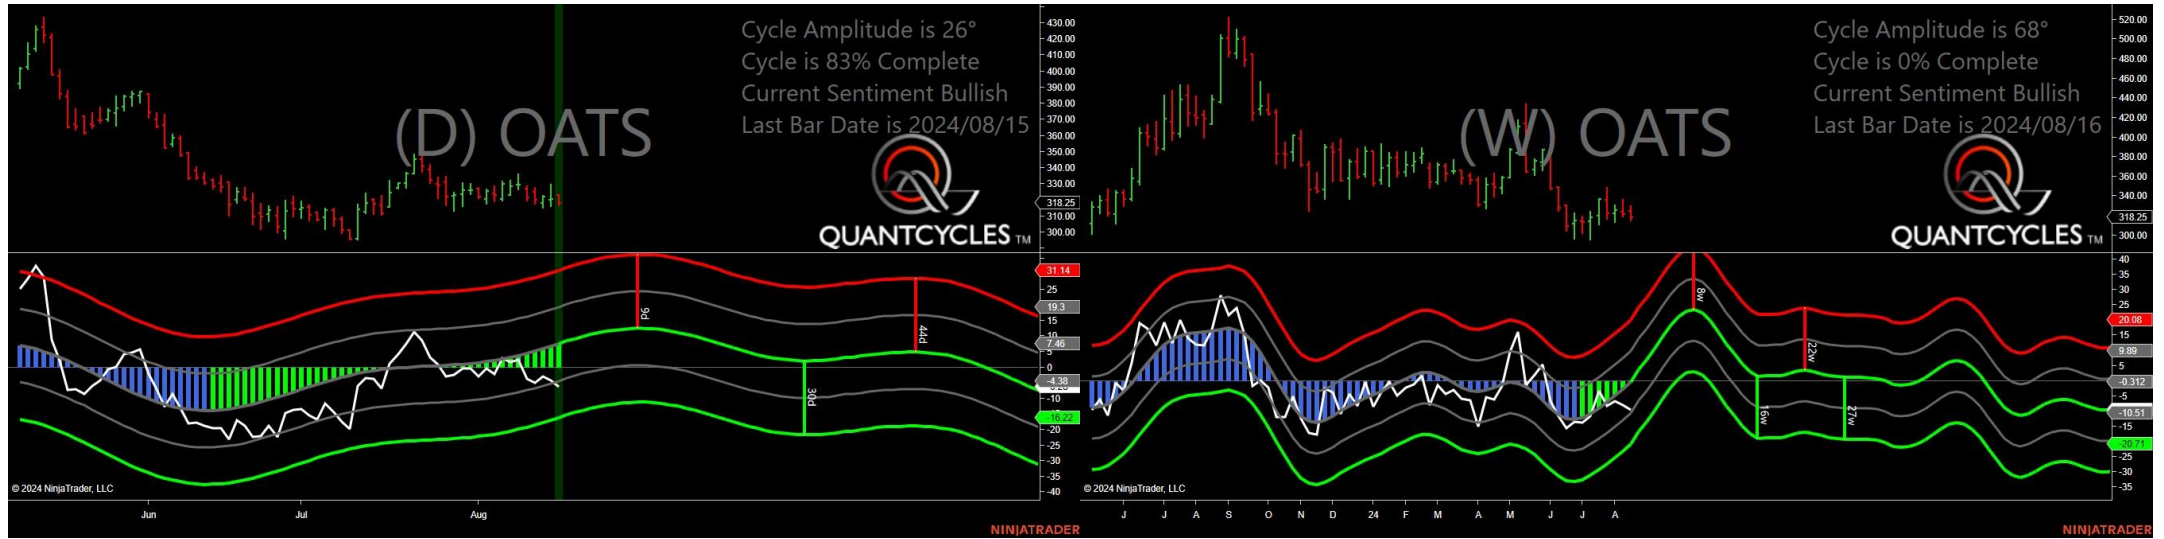 Cycle Amplitude is 26°
Cycle is 83% Complete
Current Sentiment Bullish
Last Bar Date is 2024/08/15
(D) OATS
QUANTCYCLES TM
430.00
420.00
410.00
400.00
390.00
380.00
370.00
360.00
350.00
340.00
330.00
318.25
310.00
300.00
31.14
25
19.3
15
10
7.46
5
0
-4.38
-10
-16.22
-20
-25
-30
-35
-40
9d
30d
44d
© 2024 NinjaTrader, LLC
Jun
Jul
Aug
NINJATRADER
Cycle Amplitude is 68°
Cycle is 0% Complete
Current Sentiment Bullish
Last Bar Date is 2024/08/16
(W) OATS
QUANTCYCLES TM
520.00
500.00
480.00
460.00
440.00
420.00
400.00
380.00
360.00
340.00
318.25
300.00
40
35
30
25
20.08
15
9.89
5
-0.312
-5
-10.51
-15
-20.71
-25
-30
-35
8w
16w
22w
27w
© 2024 NinjaTrader, LLC
J
J
A
S
O
N
D
24
F
M
A
M
J
J
A
NINJATRADER